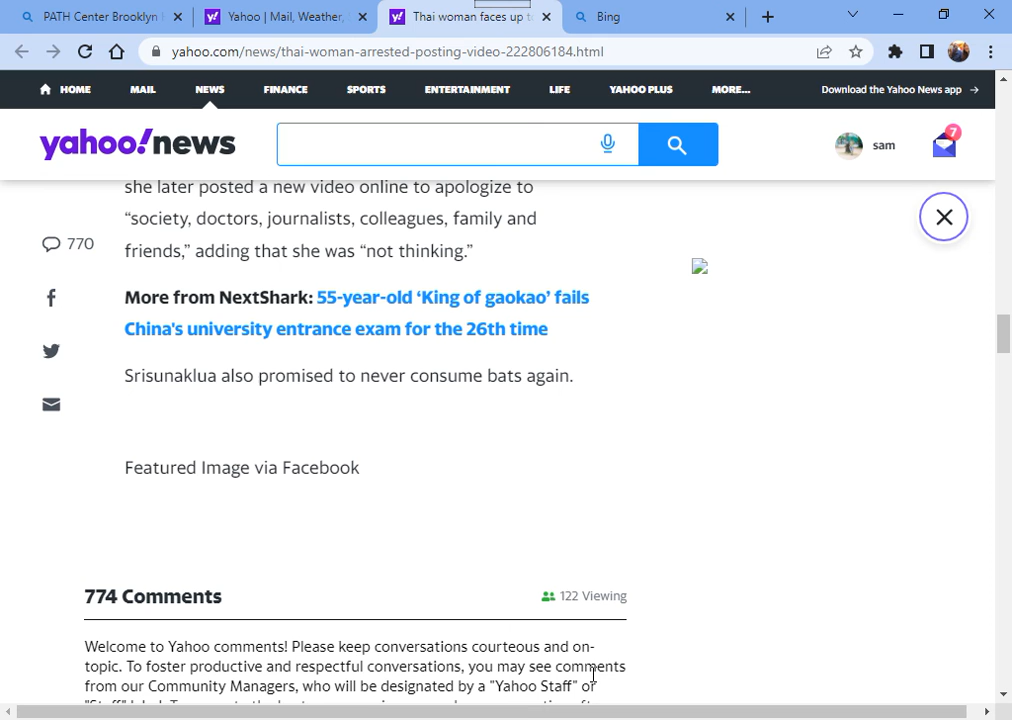 PATH Center Brooklyn
Yahoo | Mail, Weather,
Thai woman faces up t
Bing
yahoo.com/news/thai-woman-arrested-posting-video-222806184.html
HOME MAIL NEWS FINANCE SPORTS ENTERTAINMENT LIFE YAHOO PLUS MORE... Download the Yahoo News app
yahoo!news
sam
7
she later posted a new video online to apologize to
“society, doctors, journalists, colleagues, family and
friends,” adding that she was “not thinking.”
770
More from NextShark: 55-year-old ‘King of gaokao’ fails
China's university entrance exam for the 26th time
Srisunaklua also promised to never consume bats again.
Featured Image via Facebook
774 Comments
122 Viewing
Welcome to Yahoo comments! Please keep conversations courteous and on-
topic. To foster productive and respectful conversations, you may see comments
from our Community Managers, who will be designated by a "Yahoo Staff" or